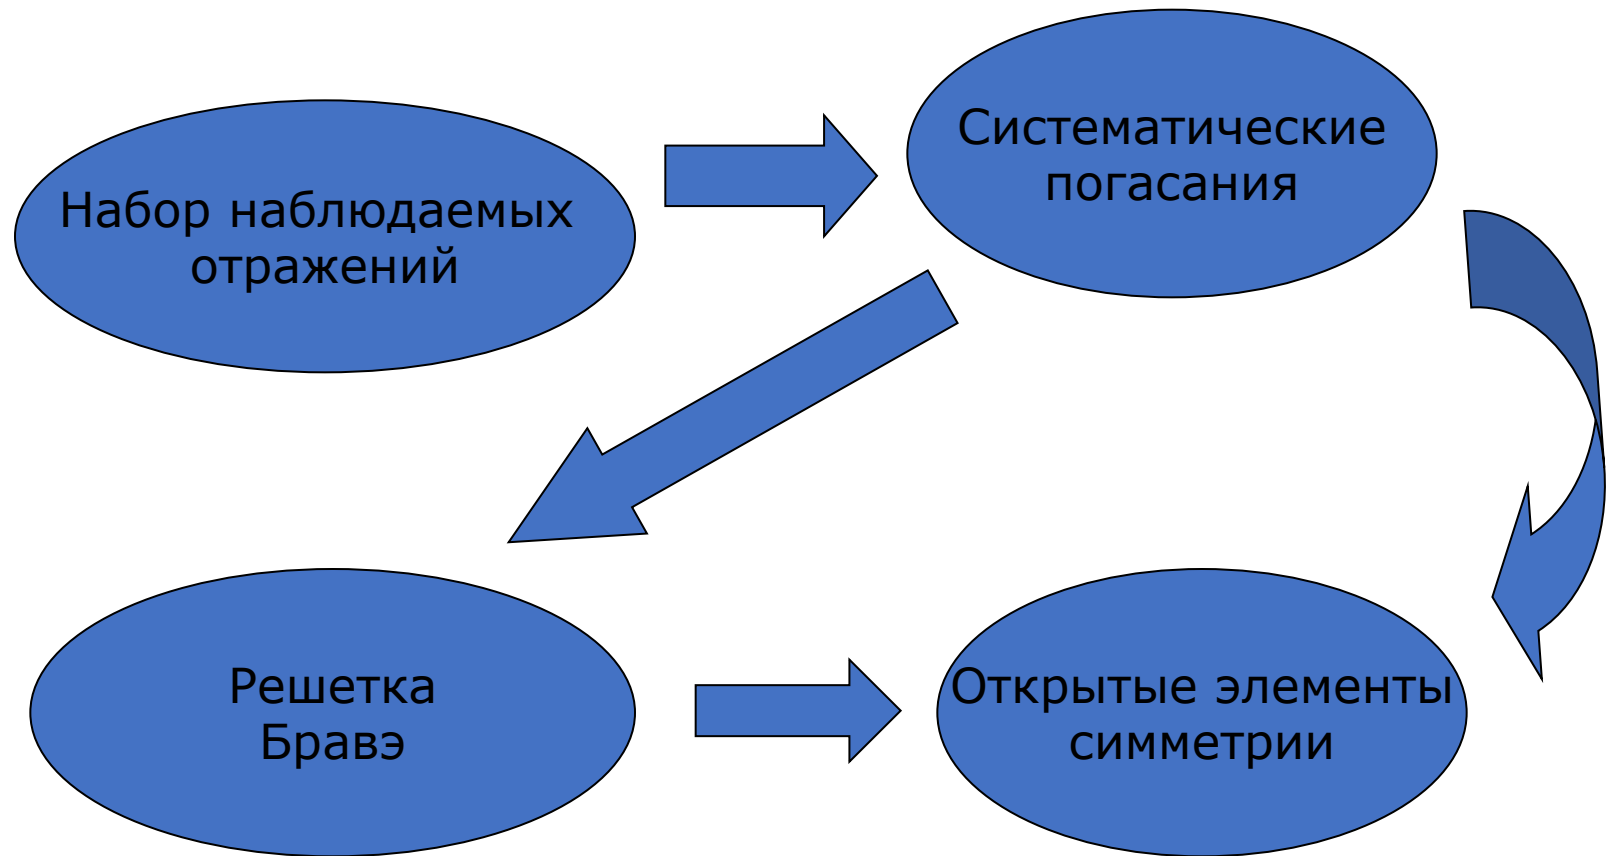 Набор наблюдаемых
отражений
Систематические
погасания
Решетка
Бравэ
Открытые элементы
симметрии